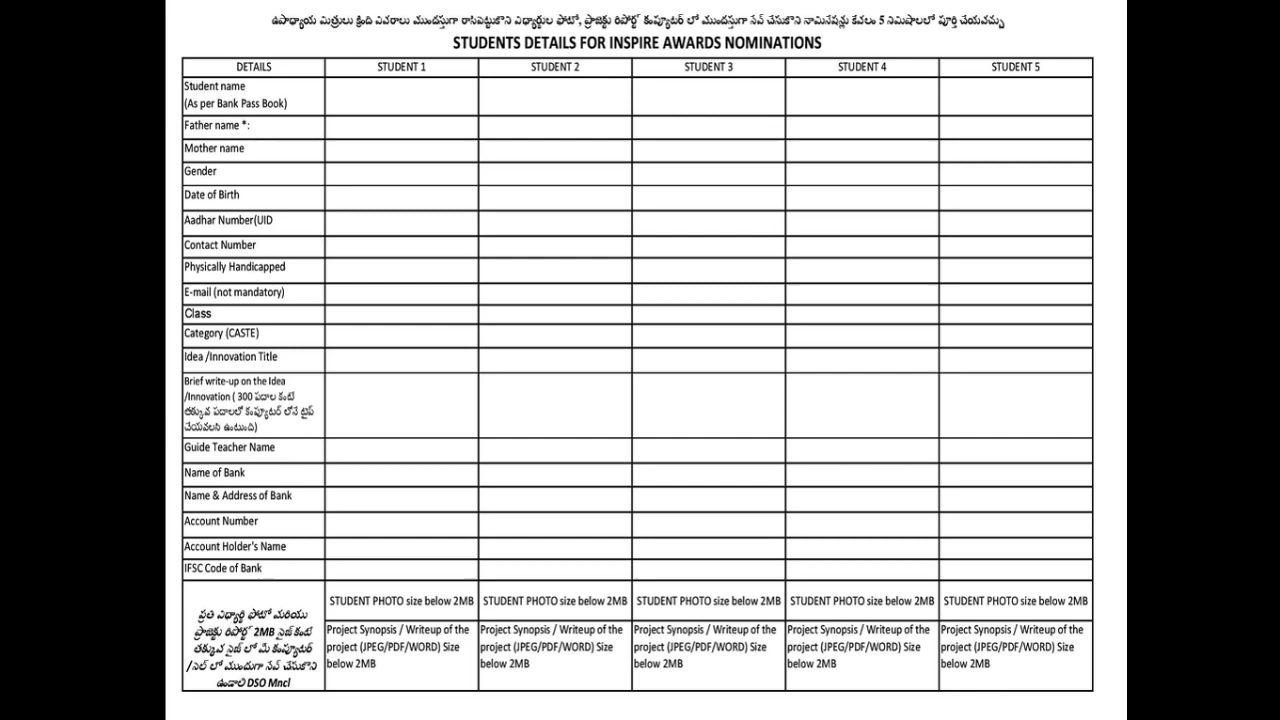 ఉపాధ్యాయ మిత్రులు క్రింది వివరాలు ముందస్తుగా రాసిపెట్టుకొని విధ్యార్థుల ఫోటో, ప్రాజెక్టు రిపోర్ట్ కంప్యూటర్ లో ముందస్తుగా సేవ్ చేసుకొని నామినేషన్లు కేవలం 5 నిమిషాలలో పూర్తి చేయవచ్చు
STUDENTS DETAILS FOR INSPIRE AWARDS NOMINATIONS
DETAILS STUDENT 1 STUDENT 2 STUDENT 3 STUDENT 4 STUDENT 5
Student name
(As per Bank Pass Book)
Father name *:
Mother name
Gender
Date of Birth
Aadhar Number(UID
Contact Number
Physically Handicapped
E-mail (not mandatory)
Class
Category (CASTE)
Idea /Innovation Title
Brief write-up on the Idea
/Innovation ( 300 పదాల కంటే
తక్కువ పదాలలో కంప్యూటర్ లోనే టైప్
చేయవలసి ఉంటుంది)
Guide Teacher Name
Name of Bank
Name & Address of Bank
Account Number
Account Holder's Name
IFSC Code of Bank
ప్రతి విధ్యార్థి ఫోటో మరియు
ప్రాజెక్టు రిపోర్ట్ 2MB సైజ్ కంటే
తక్కువ సైజ్ లో మీ కంప్యూటర్
/సెల్ లో ముందుగా సేవ్ చేసుకొని
ఉండాలి DSO Mncl
STUDENT PHOTO size below 2MB STUDENT PHOTO size below 2MB STUDENT PHOTO size below 2MB STUDENT PHOTO size below 2MB STUDENT PHOTO size below 2MB
Project Synopsis / Writeup of the Project Synopsis / Writeup of the Project Synopsis / Writeup of the Project Synopsis / Writeup of the Project Synopsis / Writeup of the
project (JPEG/PDF/WORD) Size project (JPEG/PDF/WORD) Size project (JPEG/PDF/WORD) Size project (JPEG/PDF/WORD) Size project (JPEG/PDF/WORD) Size
below 2MB below 2MB below 2MB below 2MB below 2MB